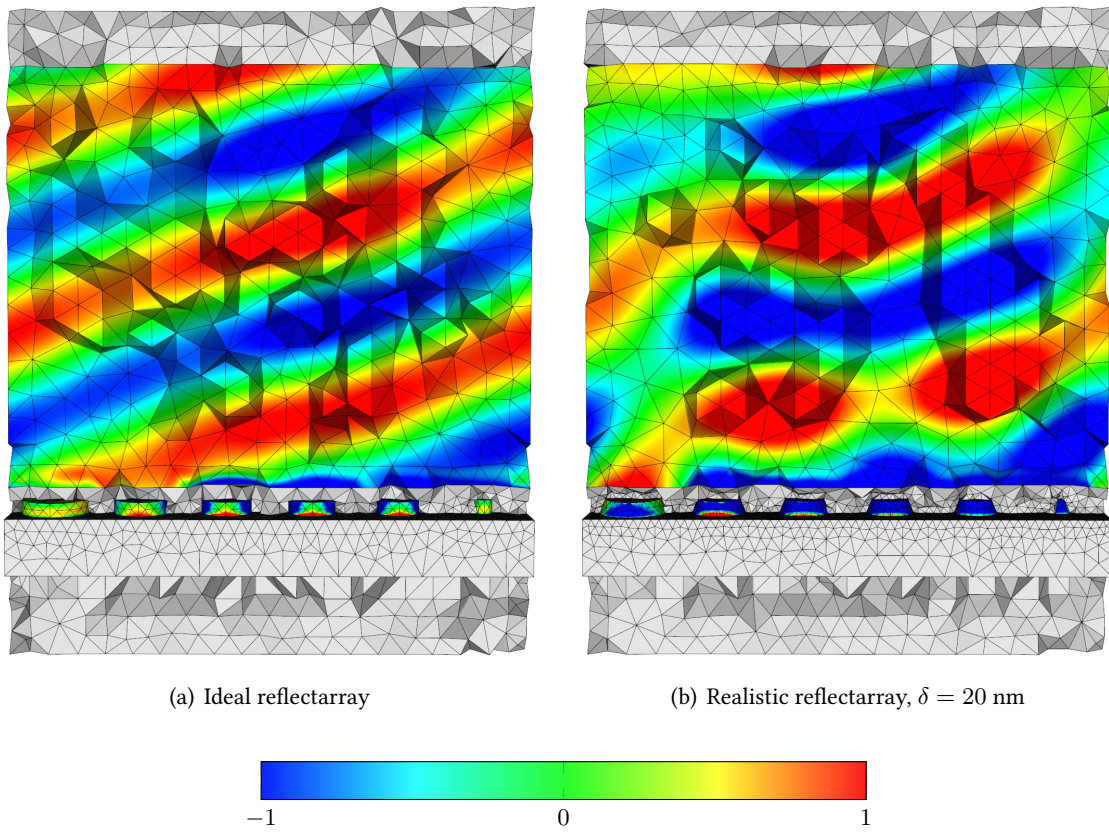 (a) Ideal reflectarray
(b) Realistic reflectarray, δ = 20 nm
−1 0 1